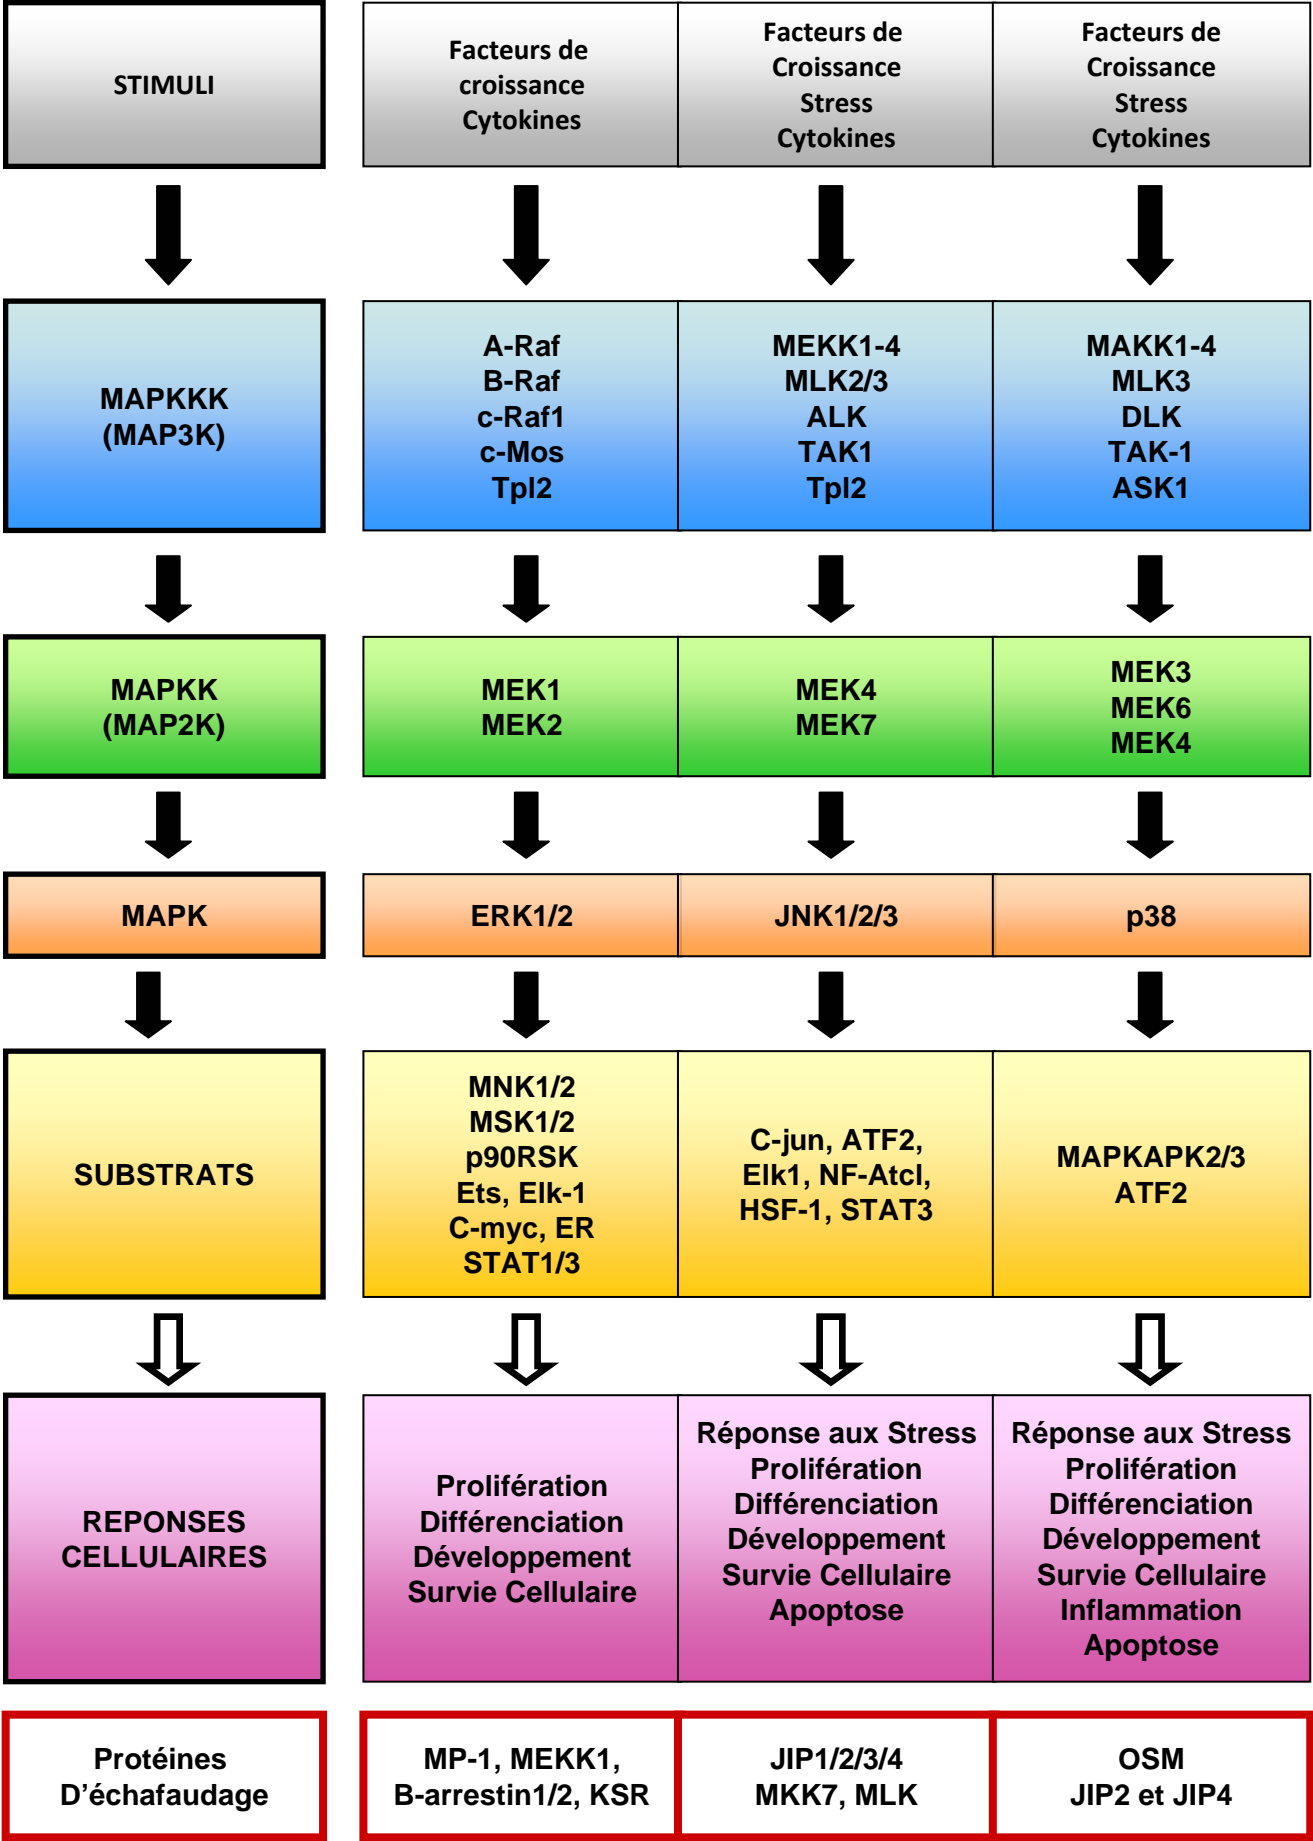 STIMULI
Facteurs de
croissance
Cytokines
Facteurs de
Croissance
Stress
Cytokines
Facteurs de
Croissance
Stress
Cytokines
MAPKKK
(MAP3K)
A-Raf
B-Raf
c-Raf1
c-Mos
Tpl2
MEKK1-4
MLK2/3
ALK
TAK1
Tpl2
MAKK1-4
MLK3
DLK
TAK-1
ASK1
MAPKK
(MAP2K)
MEK1
MEK2
MEK4
MEK7
MEK3
MEK6
MEK4
MAPK
ERK1/2
JNK1/2/3
p38
SUBSTRATS
MNK1/2
MSK1/2
p90RSK
Ets, Elk-1
C-myc, ER
STAT1/3
C-jun, ATF2,
Elk1, NF-Atcl,
HSF-1, STAT3
MAPKAPK2/3
ATF2
REPONSES
CELLULAIRES
Prolifération
Différenciation
Développement
Survie Cellulaire
Réponse aux Stress
Prolifération
Différenciation
Développement
Survie Cellulaire
Apoptose
Réponse aux Stress
Prolifération
Différenciation
Développement
Survie Cellulaire
Inflammation
Apoptose
Protéines
D’échafaudage
MP-1, MEKK1,
B-arrestin1/2, KSR
JIP1/2/3/4
MKK7, MLK
OSM
JIP2 et JIP4